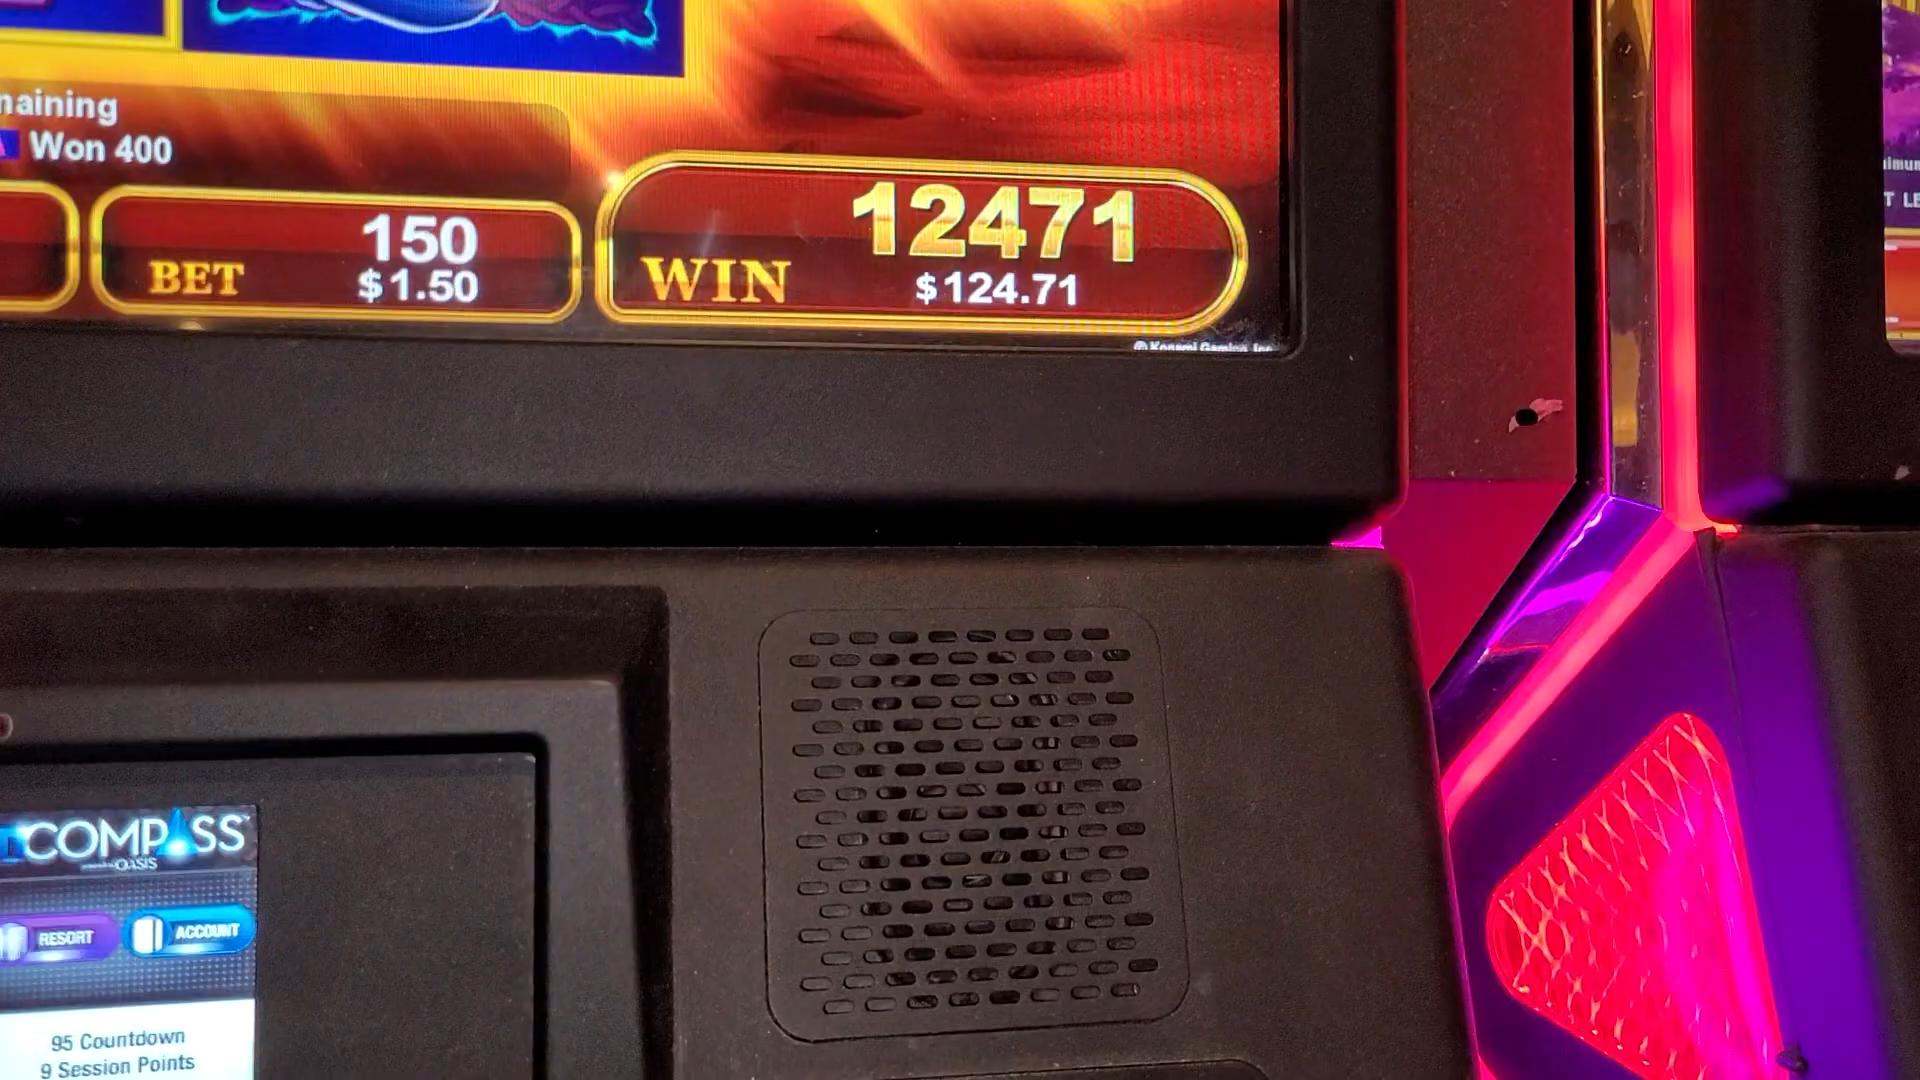 Won 400
150
BET $1.50
12471
WIN $124.71
© Konami Gaming, Inc
COMPASS
OASIS
RESORT
ACCOUNT
95 Countdown
9 Session Points